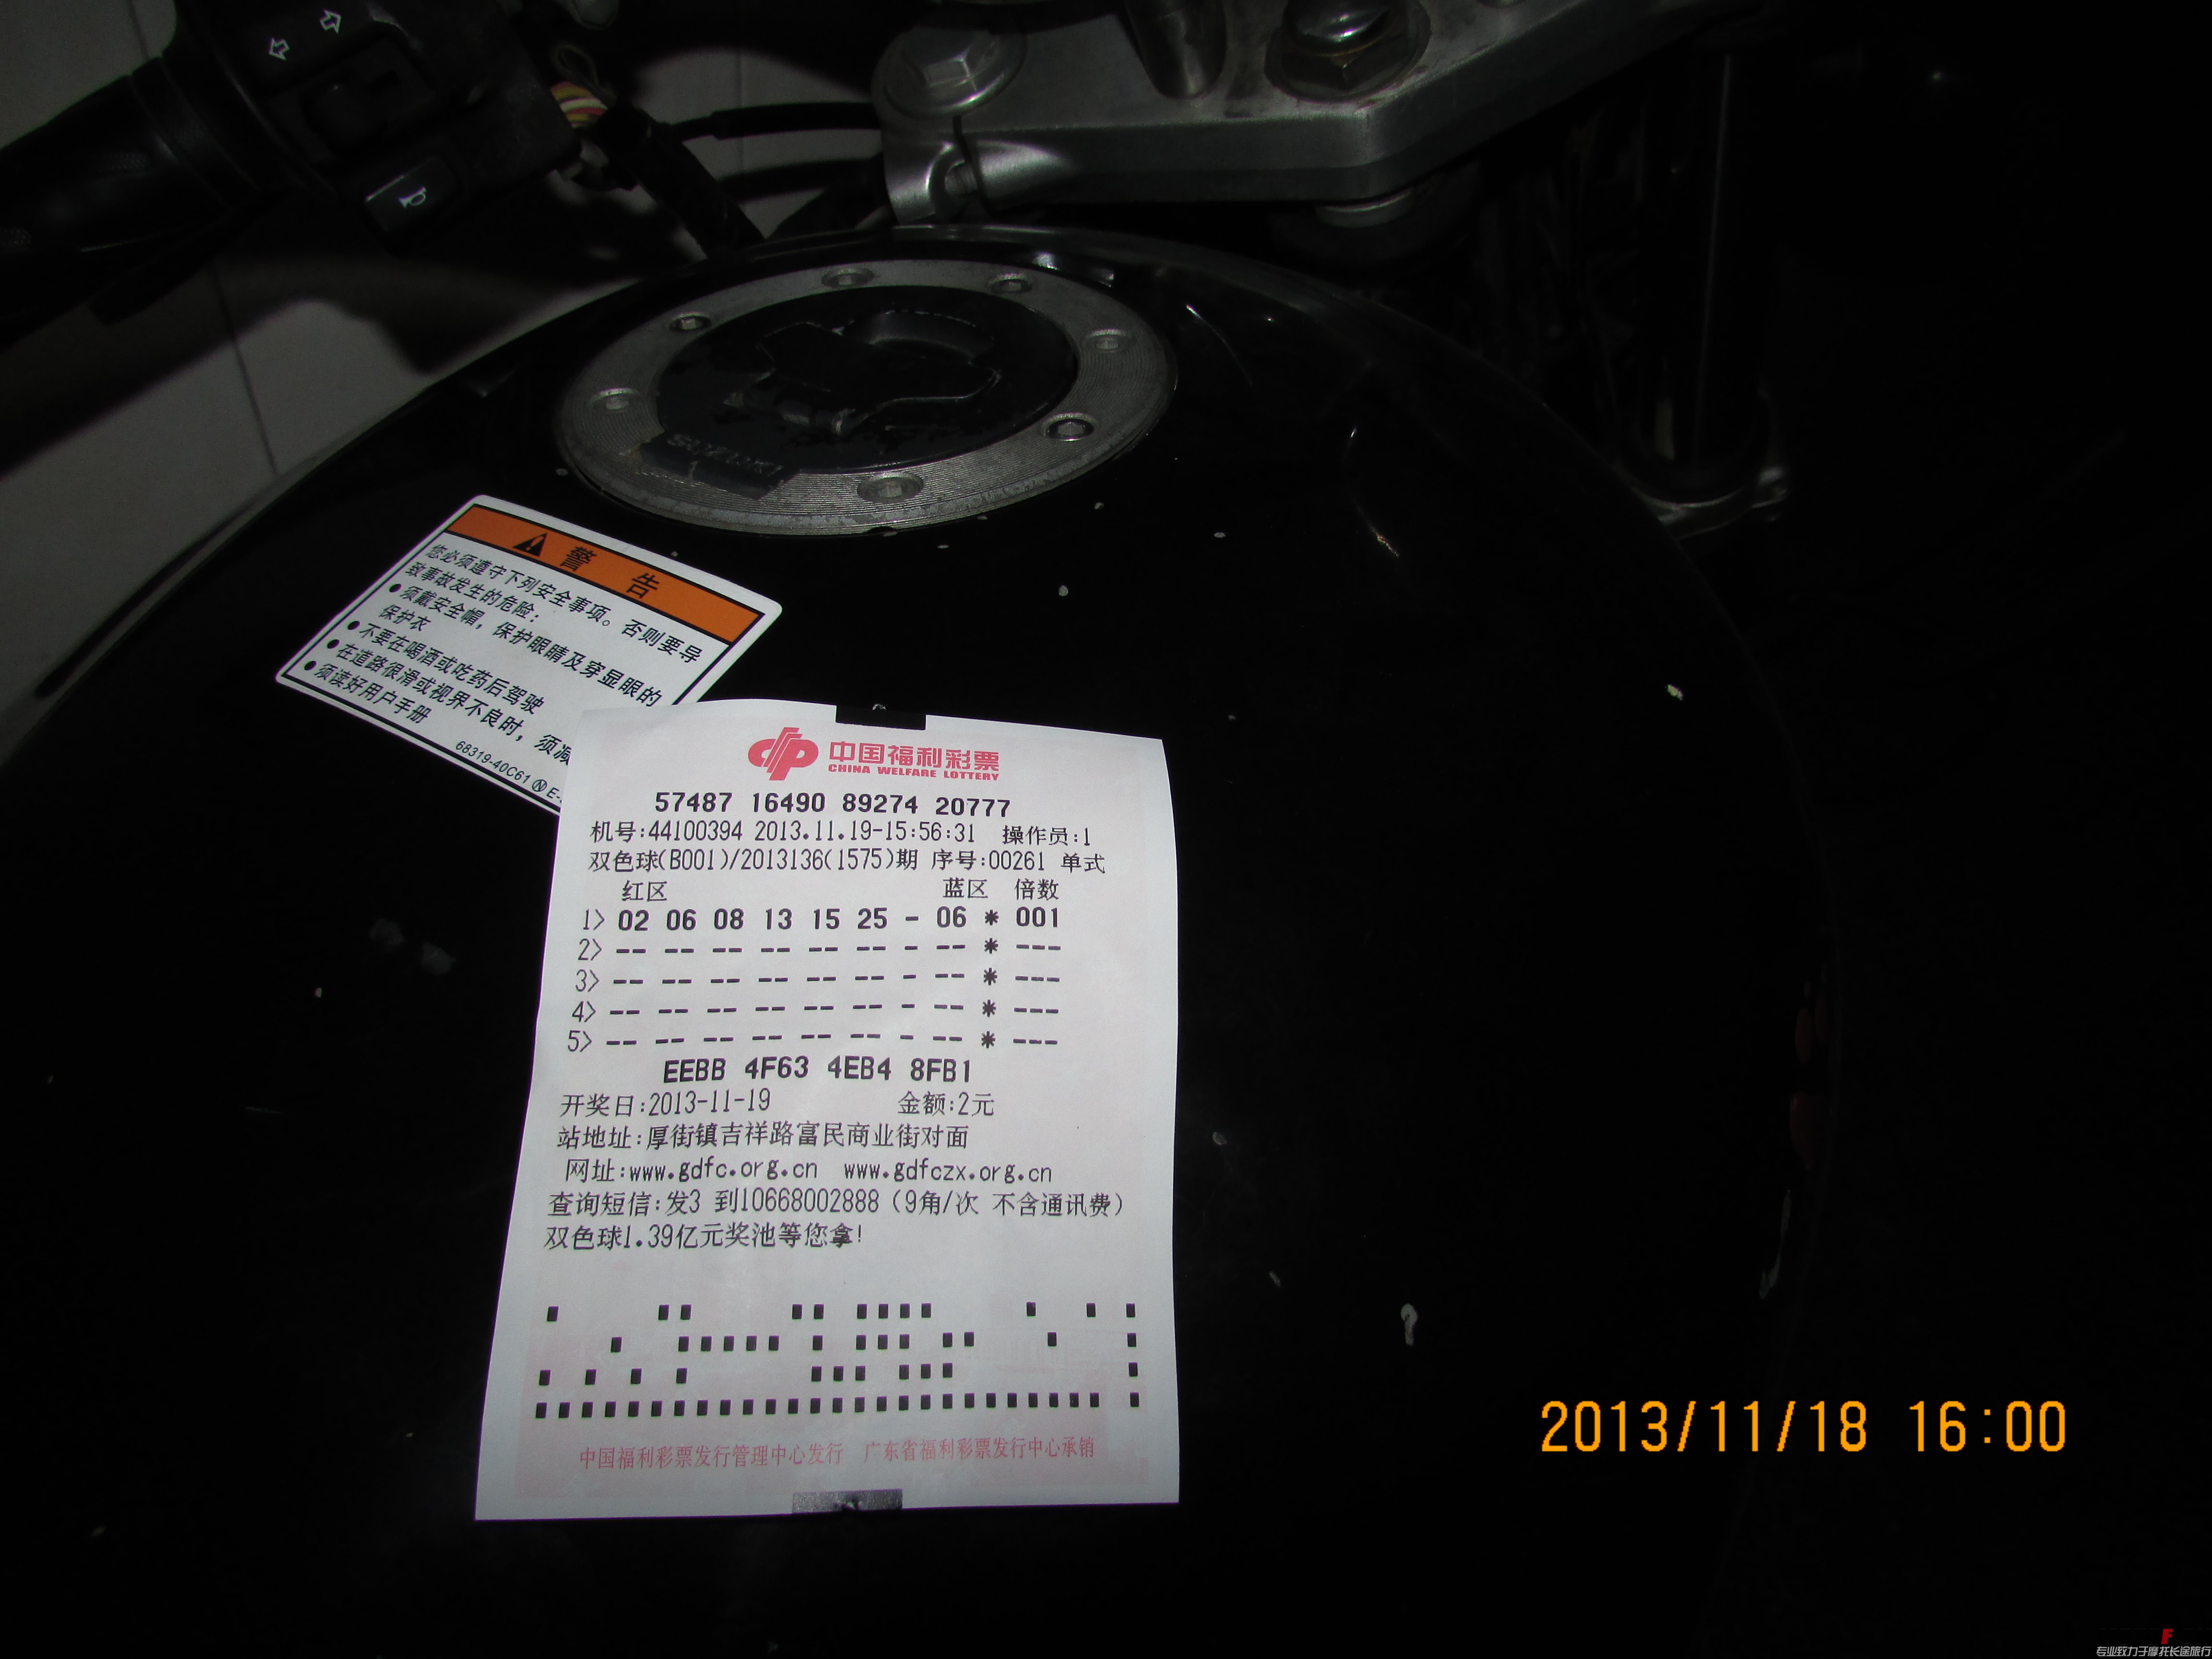 SUZUKI
警 告
您必须遵守下列安全事项。否则要导
致事故发生的危险:
● 须戴安全帽,保护眼睛及穿显眼的
保护衣
● 不要在喝酒或吃药后驾驶
● 在道路很滑或视界不良时,须减
● 须读好用户手册
68319-40C61 Ⓝ E-
中国福利彩票
CHINA WELFARE LOTTERY
57487 16490 89274 20777
机号:44100394 2013.11.19-15:56:31 操作员:1
双色球(B001)/2013136(1575)期 序号:00261 单式
红区 蓝区 倍数
1> 02 06 08 13 15 25 - 06 * 001
2> -- -- -- -- -- -- - -- * ---
3> -- -- -- -- -- -- - -- * ---
4> -- -- -- -- -- -- - -- * ---
5> -- -- -- -- -- -- - -- * ---
EEBB 4F63 4EB4 8FB1
开奖日:2013-11-19 金额:2元
站地址:厚街镇吉祥路富民商业街对面
网址:www.gdfc.org.cn www.gdfczx.org.cn
查询短信:发3 到10668002888(9角/次 不含通讯费)
双色球1.39亿元奖池等您拿!
中国福利彩票发行管理中心发行 广东省福利彩票发行中心承销
2013/11/18 16:00
F
专业致力于摩托长途旅行